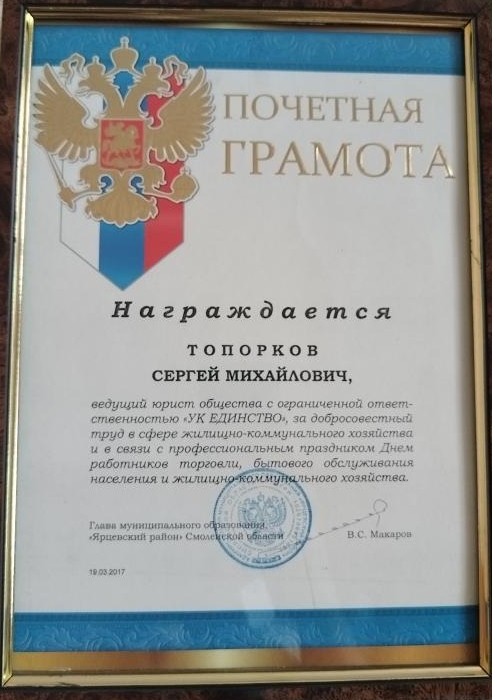 ПОЧЕТНАЯ
ГРАМОТА
Награждается
ТОПОРКОВ
СЕРГЕЙ МИХАЙЛОВИЧ,
ведущий юрист общества с ограниченной ответ-
ственностью «УК ЕДИНСТВО», за добросовестный
труд в сфере жилищно-коммунального хозяйства
и в связи с профессиональным праздником Днем
работников торговли, бытового обслуживания
населения и жилищно-коммунального хозяйства.
Глава муниципального образования
«Ярцевский район» Смоленской области В.С. Макаров
19.03.2017